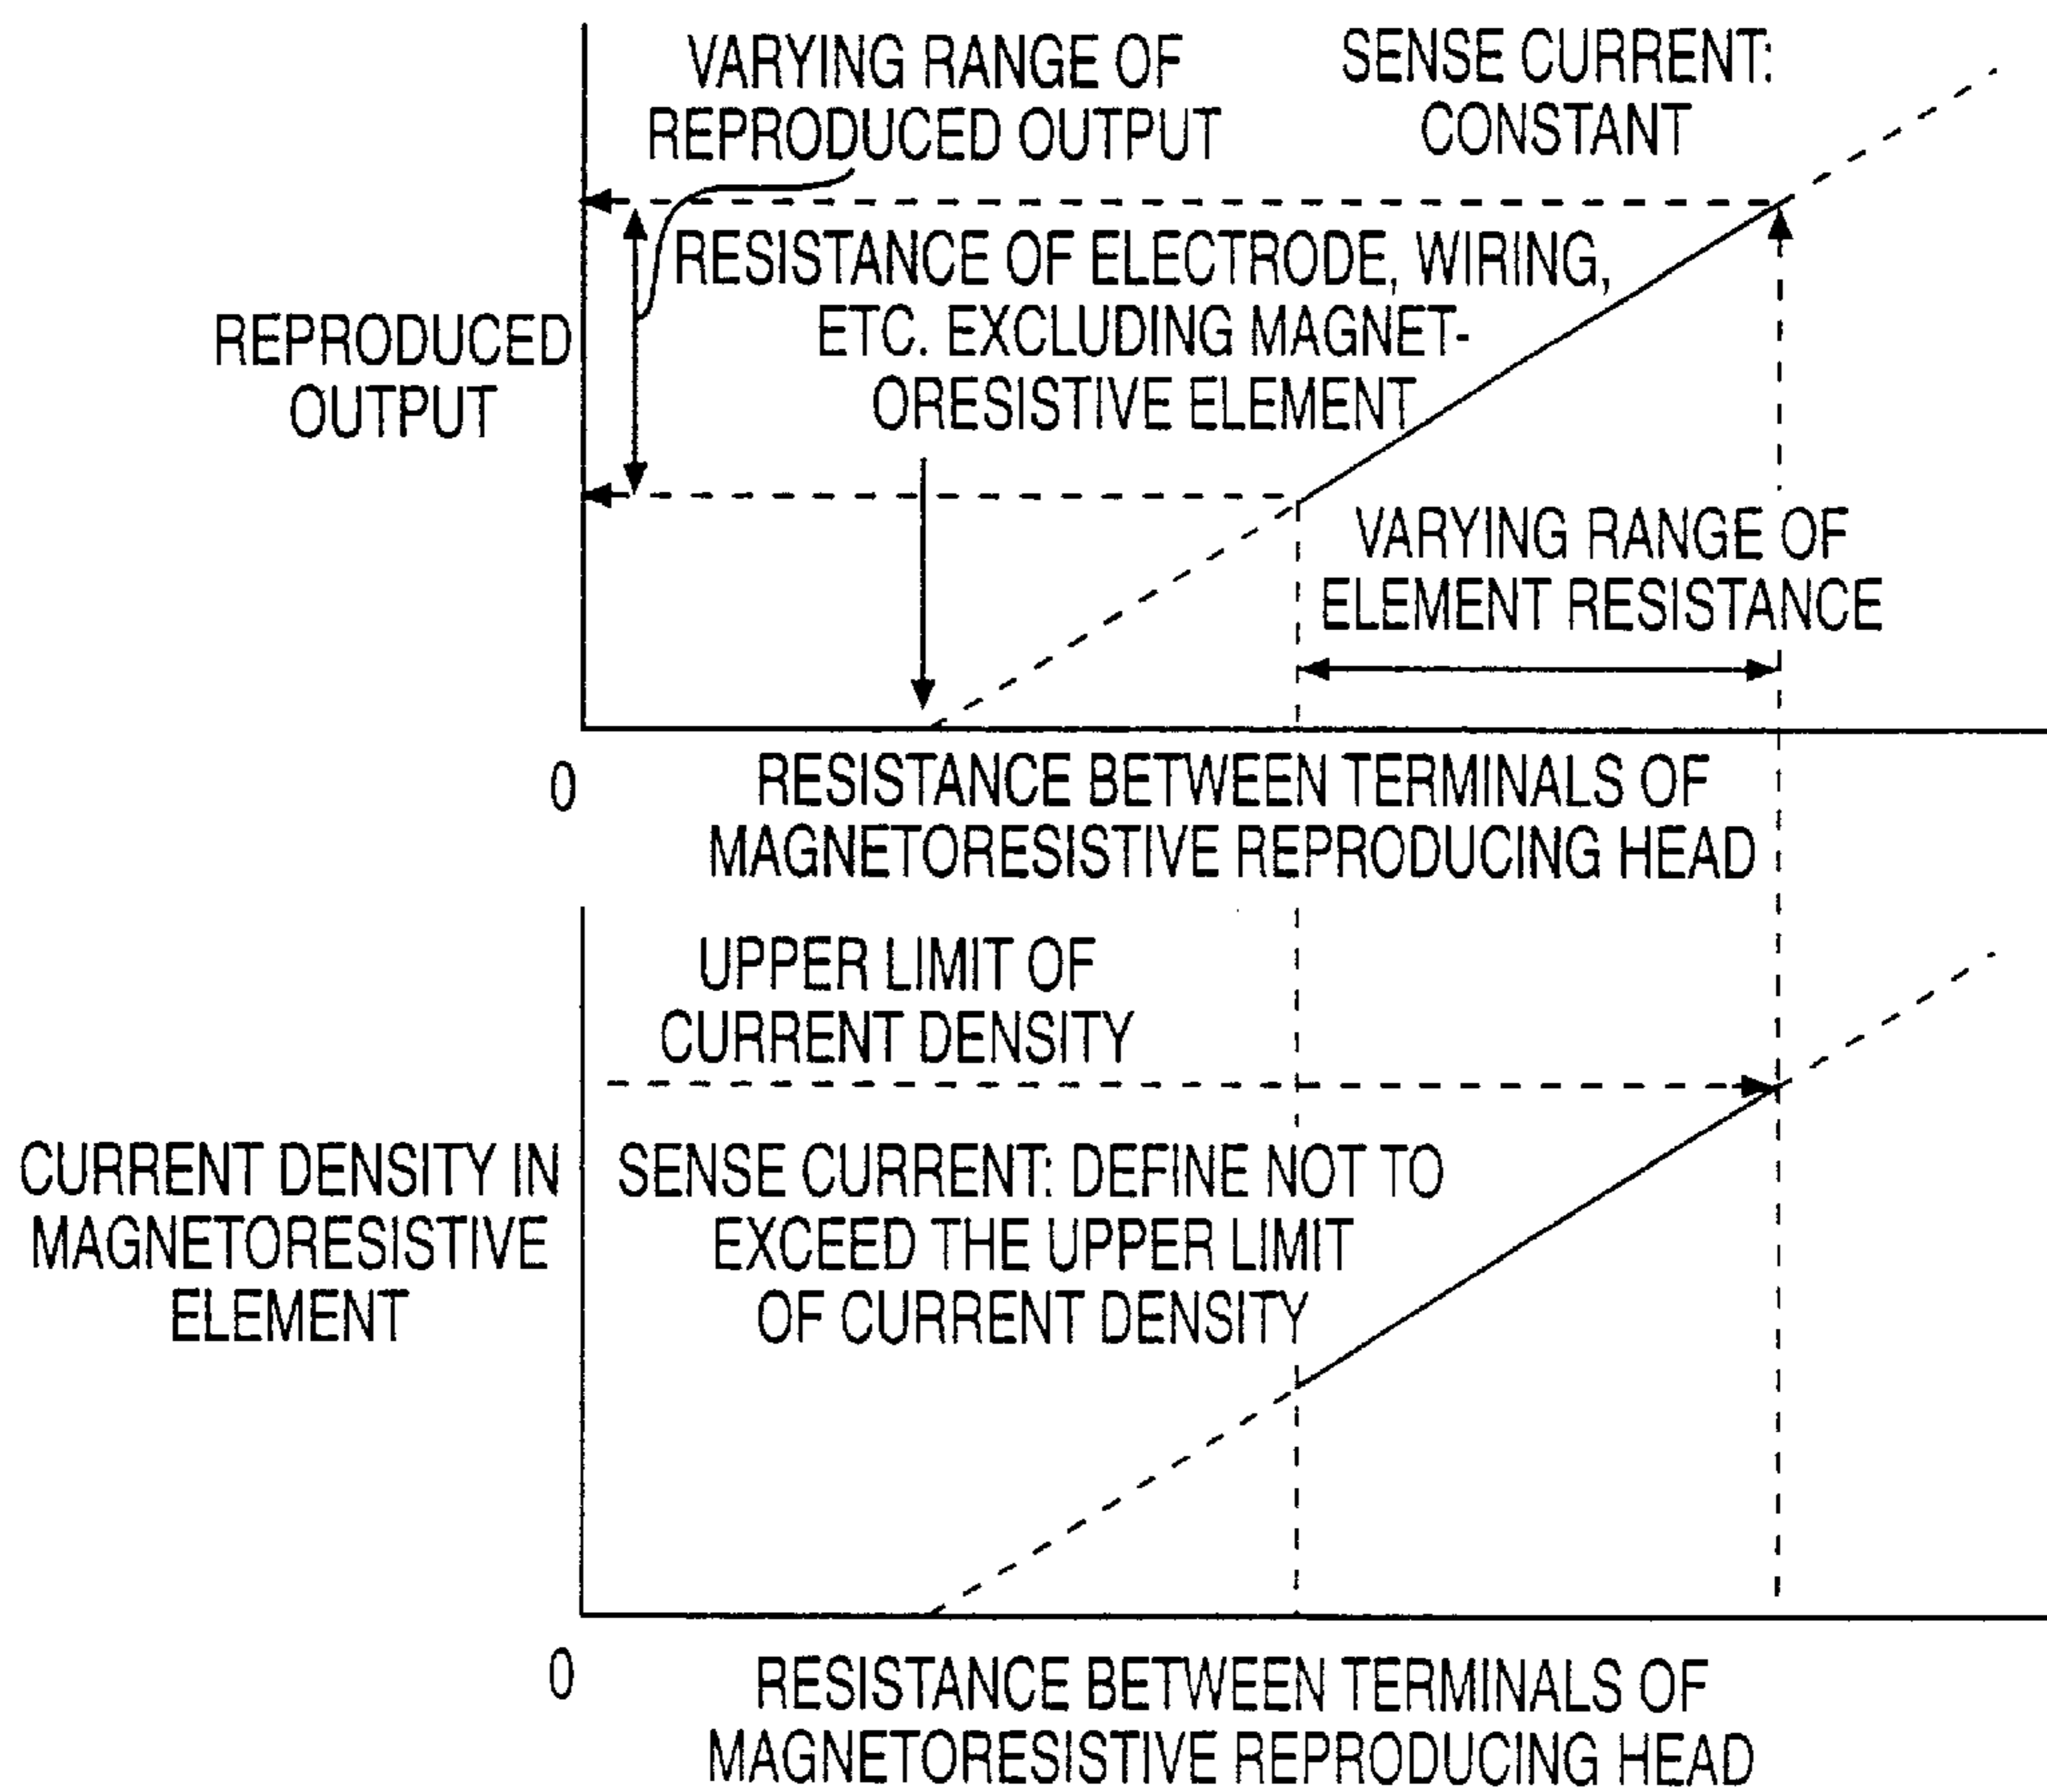 VARYING RANGE OF
REPRODUCED OUTPUT
SENSE CURRENT:
CONSTANT
RESISTANCE OF ELECTRODE, WIRING,
ETC. EXCLUDING MAGNET-
ORESISTIVE ELEMENT
REPRODUCED
OUTPUT
VARYING RANGE OF
ELEMENT RESISTANCE
0
RESISTANCE BETWEEN TERMINALS OF
MAGNETORESISTIVE REPRODUCING HEAD
UPPER LIMIT OF
CURRENT DENSITY
CURRENT DENSITY IN
MAGNETORESISTIVE
ELEMENT
SENSE CURRENT: DEFINE NOT TO
EXCEED THE UPPER LIMIT
OF CURRENT DENSITY
0
RESISTANCE BETWEEN TERMINALS OF
MAGNETORESISTIVE REPRODUCING HEAD